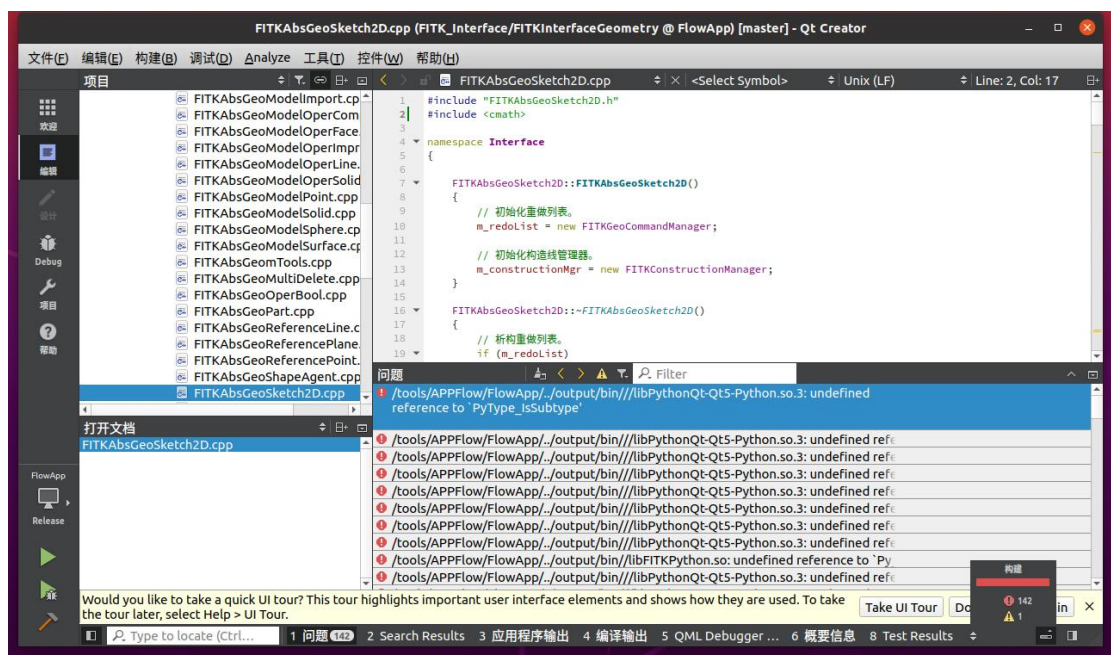 FITKAbsGeoSketch2D.cpp (FITK_Interface/FITKInterfaceGeometry @ FlowApp) [master] - Qt Creator
文件(F) 编辑(E) 构建(B) 调试(D) Analyze 工具(T) 控件(W) 帮助(H)
项目
FITKAbsGeoSketch2D.cpp <Select Symbol> Unix (LF) Line: 2, Col: 17
欢迎
编辑
设计
Debug
项目
帮助
FlowApp
Release
FITKAbsGeoModelImport.cp
FITKAbsGeoModelOperCom
FITKAbsGeoModelOperFace.
FITKAbsGeoModelOperImpr
FITKAbsGeoModelOperLine.
FITKAbsGeoModelOperSolid
FITKAbsGeoModelPoint.cpp
FITKAbsGeoModelSolid.cpp
FITKAbsGeoModelSphere.cp
FITKAbsGeoModelSurface.cp
FITKAbsGeomTools.cpp
FITKAbsGeoMultiDelete.cpp
FITKAbsGeoOperBool.cpp
FITKAbsGeoPart.cpp
FITKAbsGeoReferenceLine.c
FITKAbsGeoReferencePlane.
FITKAbsGeoReferencePoint.
FITKAbsGeoShapeAgent.cpp
FITKAbsGeoSketch2D.cpp
打开文档
FITKAbsGeoSketch2D.cpp
1 #include "FITKAbsGeoSketch2D.h"
2 #include <cmath>
3
4 namespace Interface
5 {
6
7 FITKAbsGeoSketch2D::FITKAbsGeoSketch2D()
8 {
9 // 初始化重做列表。
10 m_redoList = new FITKGeoCommandManager;
11
12 // 初始化构造线管理器。
13 m_constructionMgr = new FITKConstructionManager;
14 }
15
16 FITKAbsGeoSketch2D::~FITKAbsGeoSketch2D()
17 {
18 // 析构重做列表。
19 if (m_redoList)
问题 Filter
/tools/APPFlow/FlowApp/../output/bin///libPythonQt-Qt5-Python.so.3: undefined
reference to `PyType_IsSubtype'
/tools/APPFlow/FlowApp/../output/bin///libPythonQt-Qt5-Python.so.3: undefined refe
/tools/APPFlow/FlowApp/../output/bin///libPythonQt-Qt5-Python.so.3: undefined refe
/tools/APPFlow/FlowApp/../output/bin///libPythonQt-Qt5-Python.so.3: undefined refe
/tools/APPFlow/FlowApp/../output/bin///libPythonQt-Qt5-Python.so.3: undefined refe
/tools/APPFlow/FlowApp/../output/bin///libPythonQt-Qt5-Python.so.3: undefined refe
/tools/APPFlow/FlowApp/../output/bin///libPythonQt-Qt5-Python.so.3: undefined refe
/tools/APPFlow/FlowApp/../output/bin///libPythonQt-Qt5-Python.so.3: undefined refe
/tools/APPFlow/FlowApp/../output/bin///libFITKPython.so: undefined reference to `Py_
/tools/APPFlow/FlowApp/../output/bin///libPythonQt-Qt5-Python.so.3: undefined refe
构建
142
1
Would you like to take a quick UI tour? This tour highlights important user interface elements and shows how they are used. To take
the tour later, select Help > UI Tour.
Take UI Tour Do in
Type to locate (Ctrl... 1 问题 142 2 Search Results 3 应用程序输出 4 编译输出 5 QML Debugger ... 6 概要信息 8 Test Results